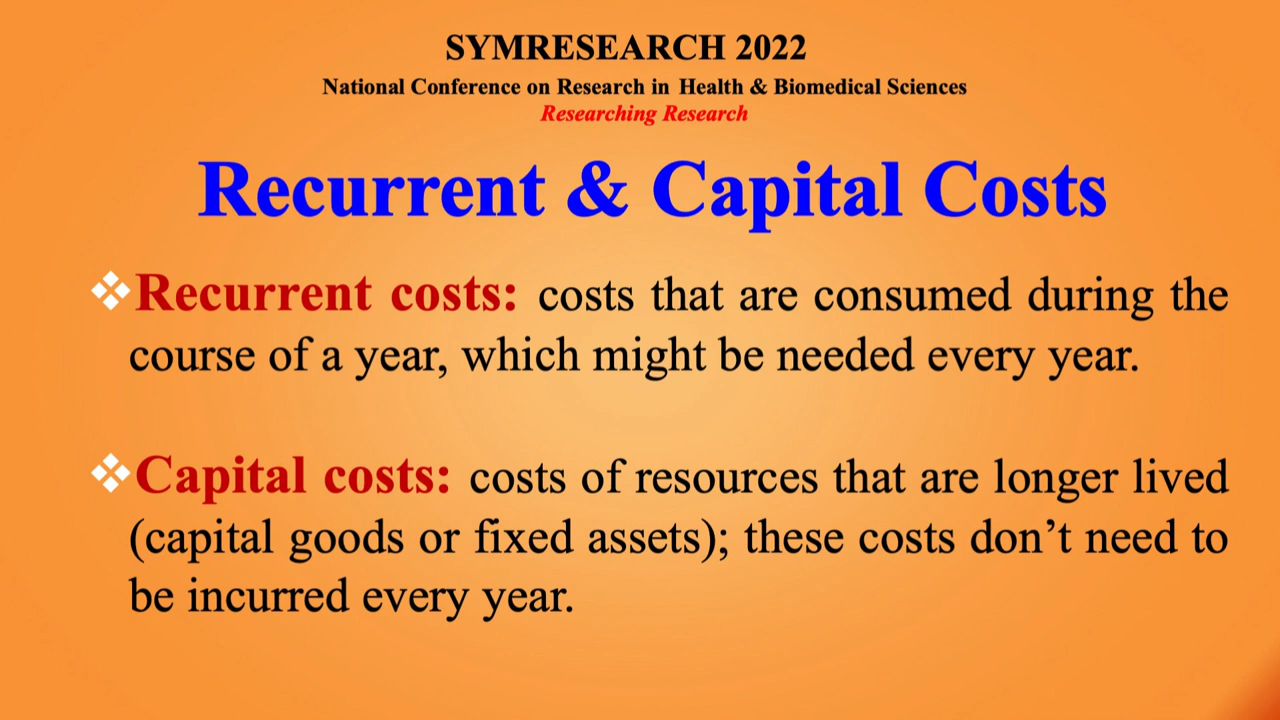 SYMRESEARCH 2022
National Conference on Research in Health & Biomedical Sciences
Researching Research
Recurrent & Capital Costs
❖Recurrent costs: costs that are consumed during the
course of a year, which might be needed every year.
❖Capital costs: costs of resources that are longer lived
(capital goods or fixed assets); these costs don’t need to
be incurred every year.